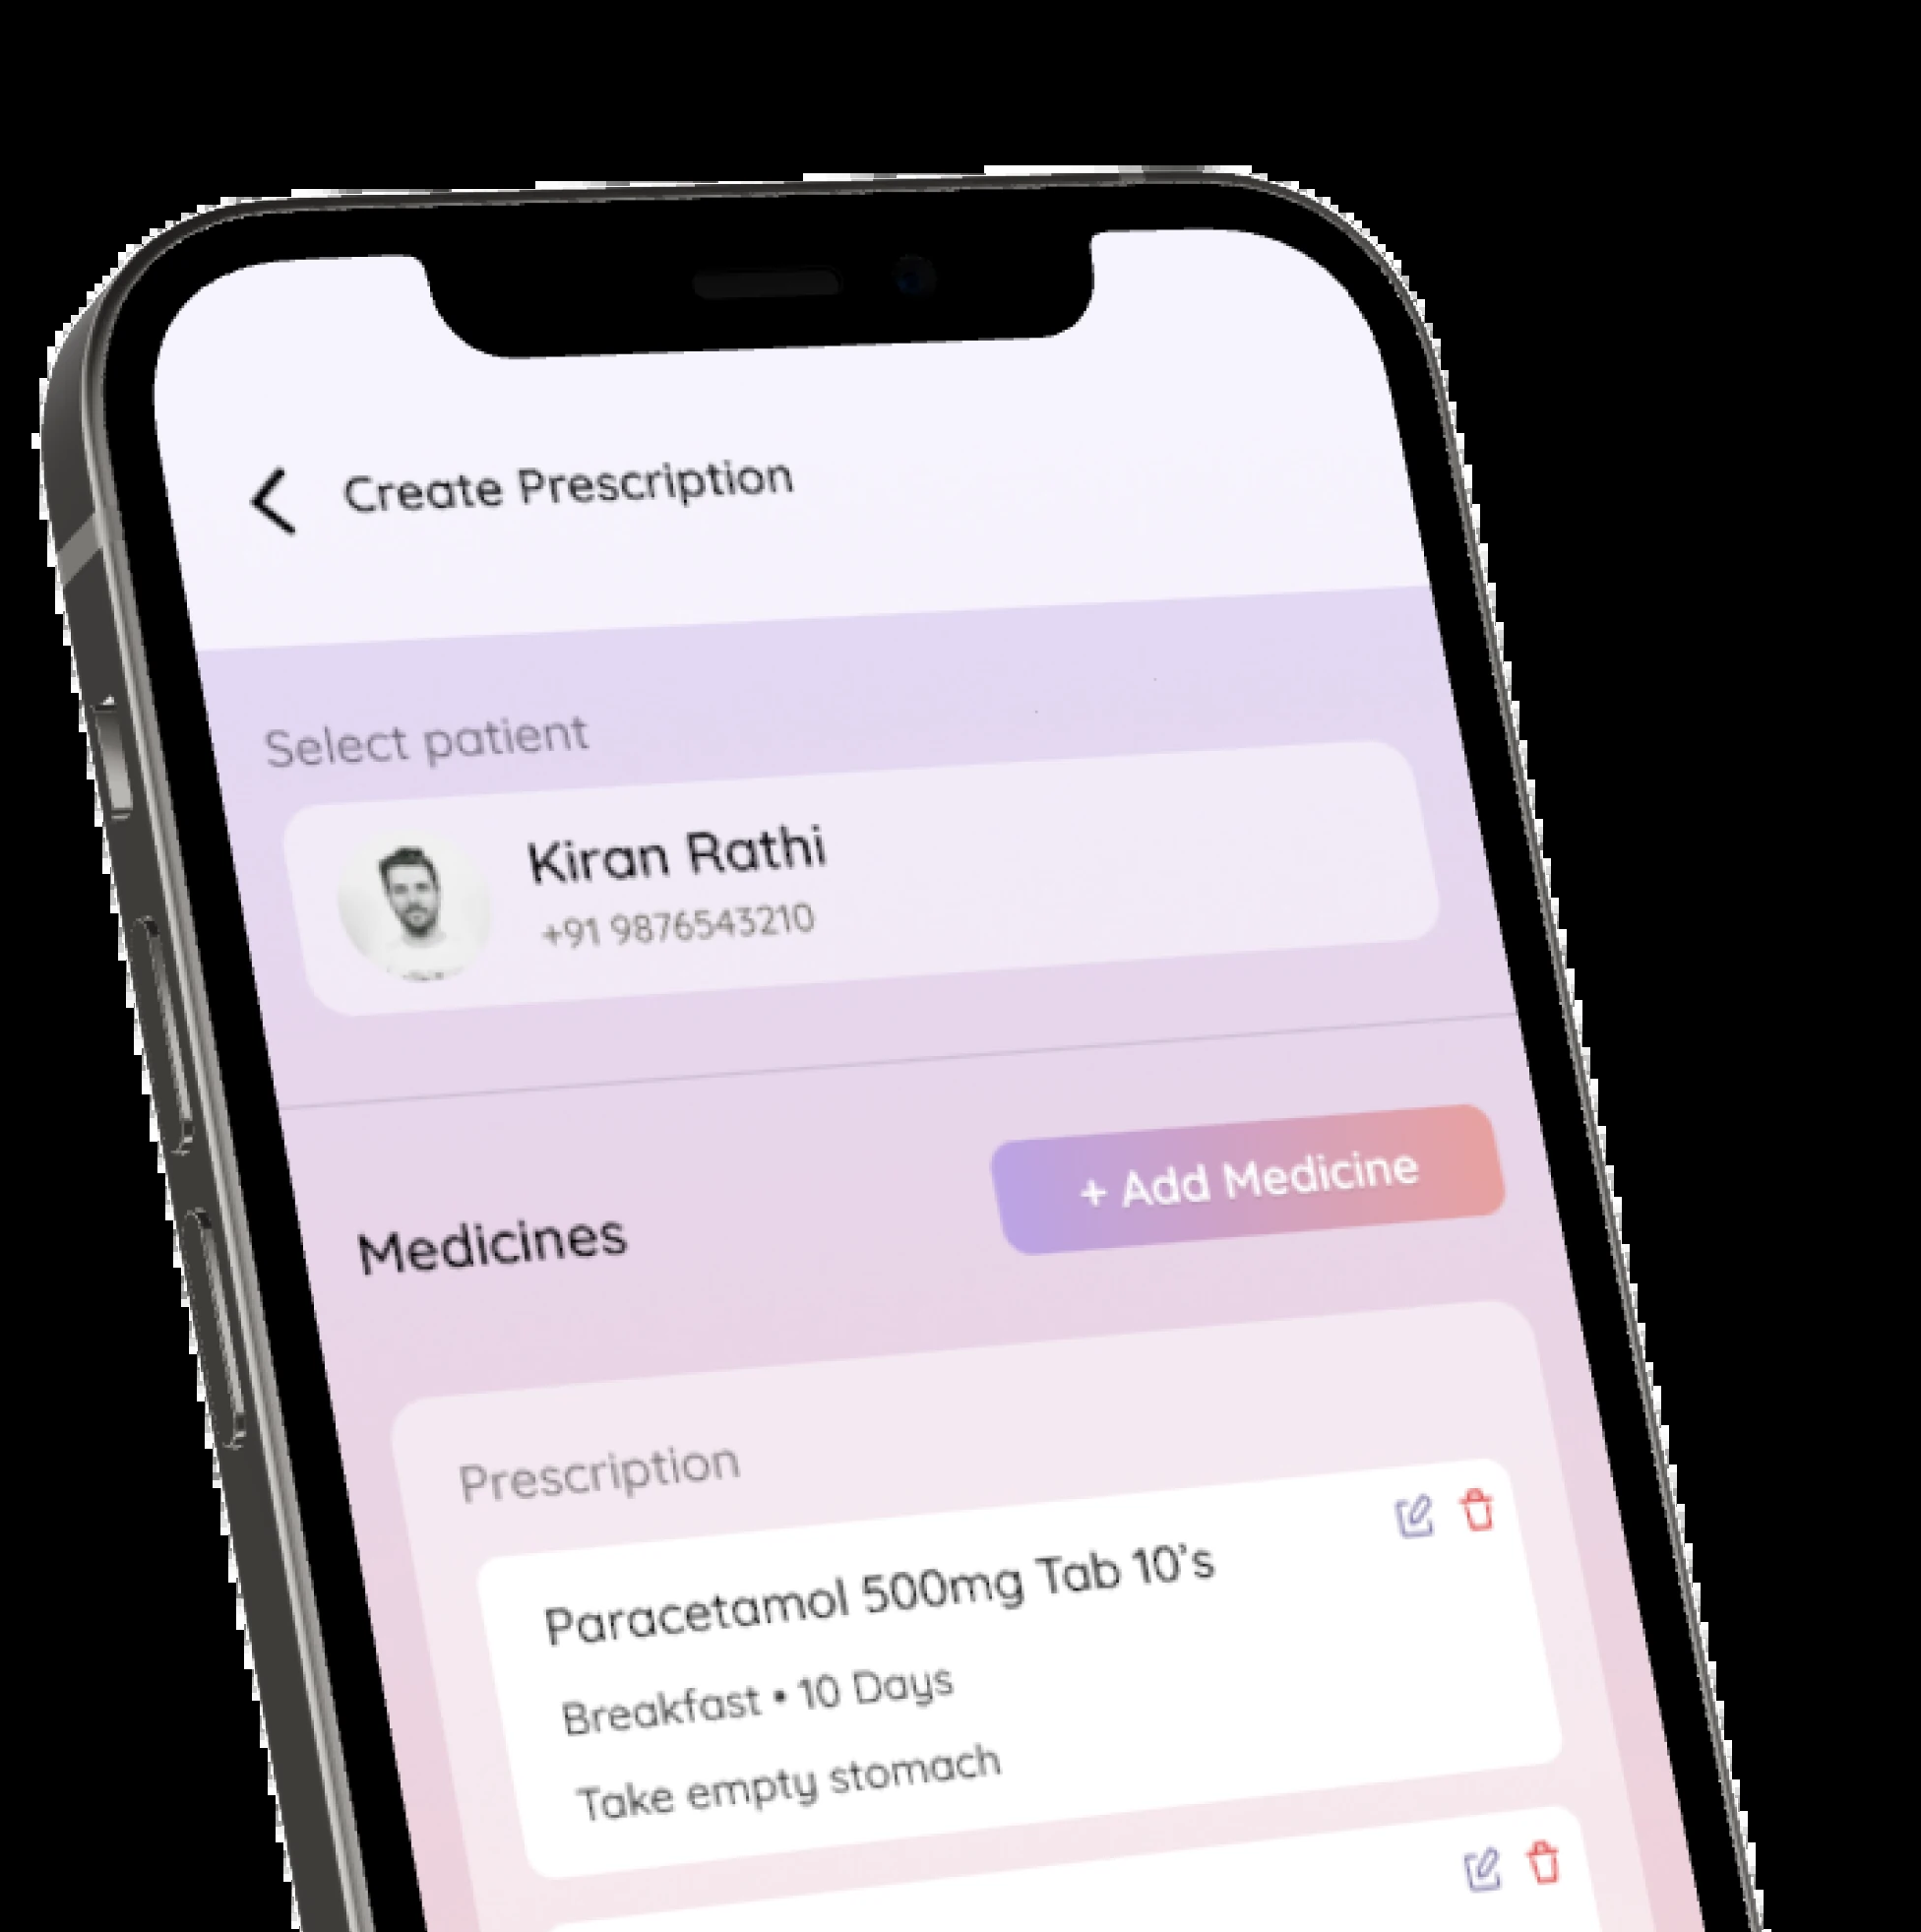 Create Prescription
Select patient
Kiran Rathi
+91 9876543210
Medicines
+ Add Medicine
Prescription
Paracetamol 500mg Tab 10's
Breakfast • 10 Days
Take empty stomach